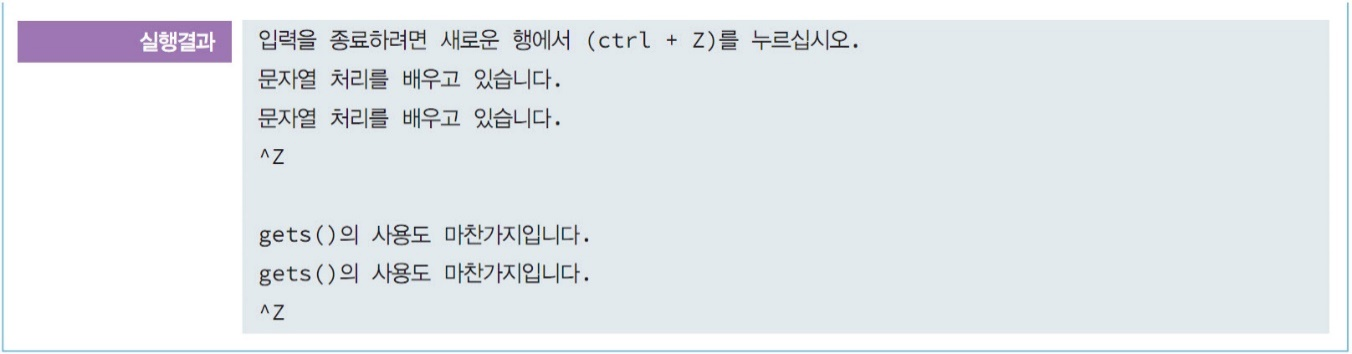 실행결과
입력을 종료하려면 새로운 행에서 (ctrl + Z)를 누르십시오.
문자열 처리를 배우고 있습니다.
문자열 처리를 배우고 있습니다.
^Z
gets()의 사용도 마찬가지입니다.
gets()의 사용도 마찬가지입니다.
^Z